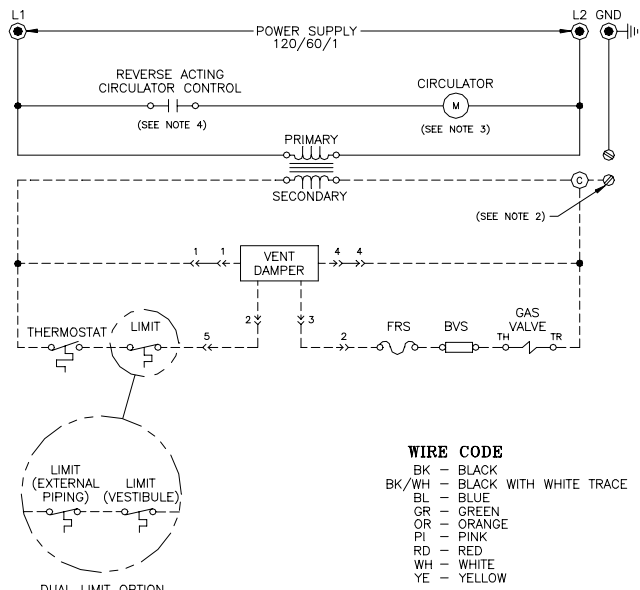 L1
L2 GND
POWER SUPPLY
120/60/1
REVERSE ACTING
CIRCULATOR CONTROL
(SEE NOTE 4)
CIRCULATOR
M
(SEE NOTE 3)
PRIMARY
SECONDARY
C
(SEE NOTE 2)
1 1
VENT
DAMPER
4 4
2
3
THERMOSTAT
LIMIT
5
2
FRS
BVS
GAS
VALVE
TH
TR
LIMIT
(EXTERNAL
PIPING)
LIMIT
(VESTIBULE)
DUAL LIMIT OPTION
WIRE CODE
BK – BLACK
BK/WH – BLACK WITH WHITE TRACE
BL – BLUE
GR – GREEN
OR – ORANGE
PI – PINK
RD – RED
WH – WHITE
YE – YELLOW